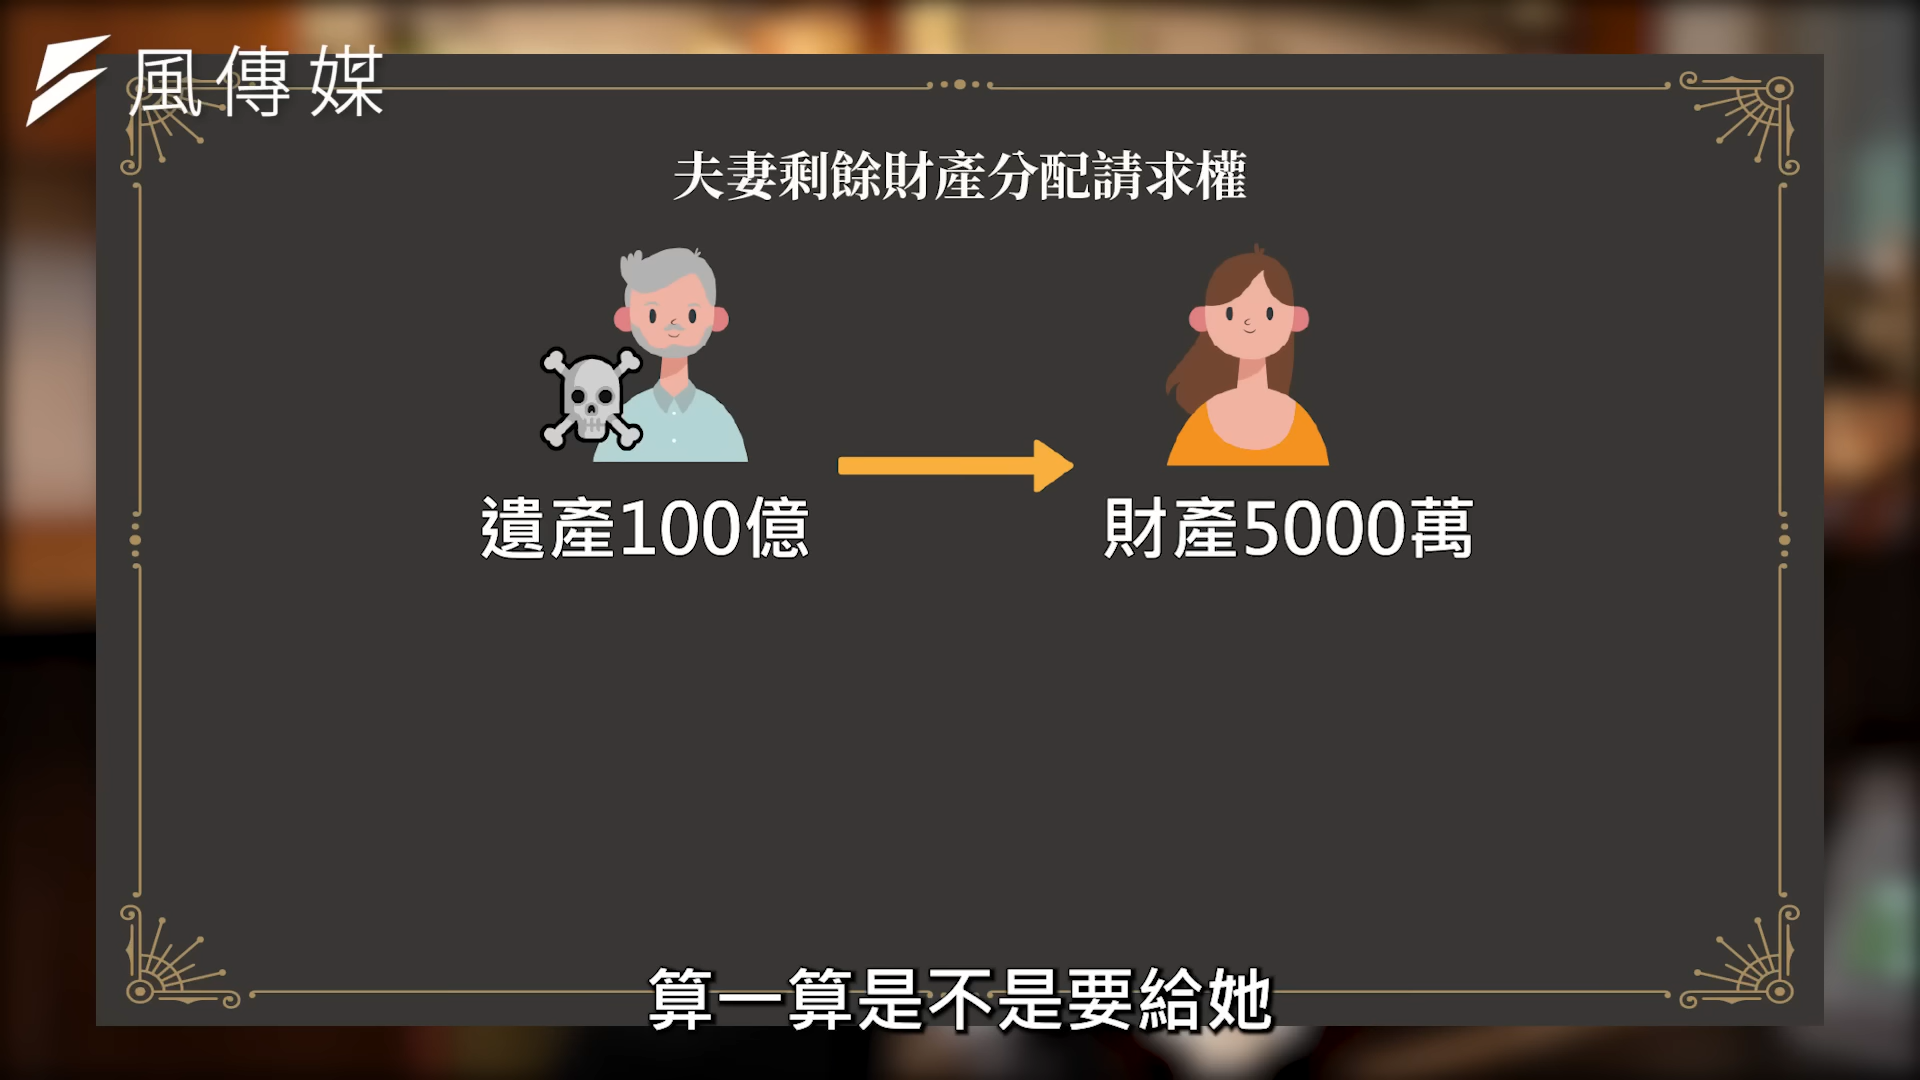 風傳媒
夫妻剩餘財產分配請求權
遺產100億
財產5000萬
算一算是不是要給她